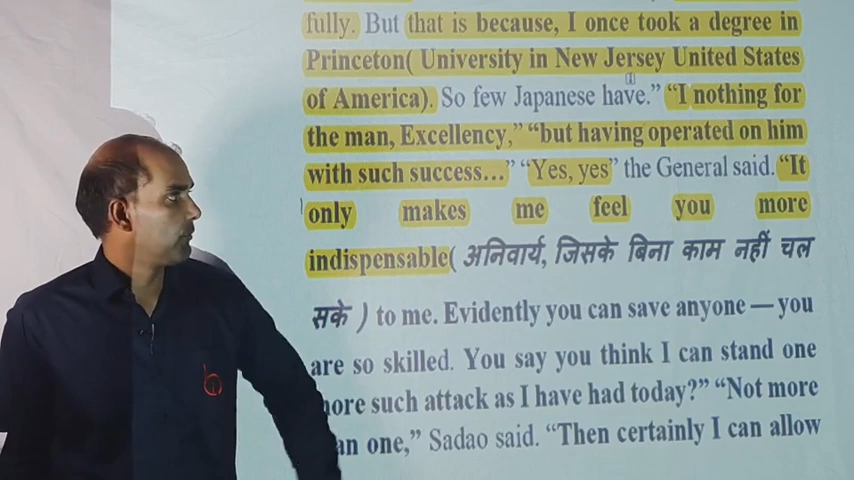 fully. But that is because, I once took a degree in
Princeton( University in New Jersey United States
of America). So few Japanese have.” “I nothing for
the man, Excellency,” “but having operated on him
with such success...” “Yes, yes” the General said. “It
only makes me feel you more
indispensable( अनिवार्य, जिसके बिना काम नहीं चल
सके ) to me. Evidently you can save anyone — you
are so skilled. You say you think I can stand one
more such attack as I have had today?” “Not more
an one,” Sadao said. “Then certainly I can allow